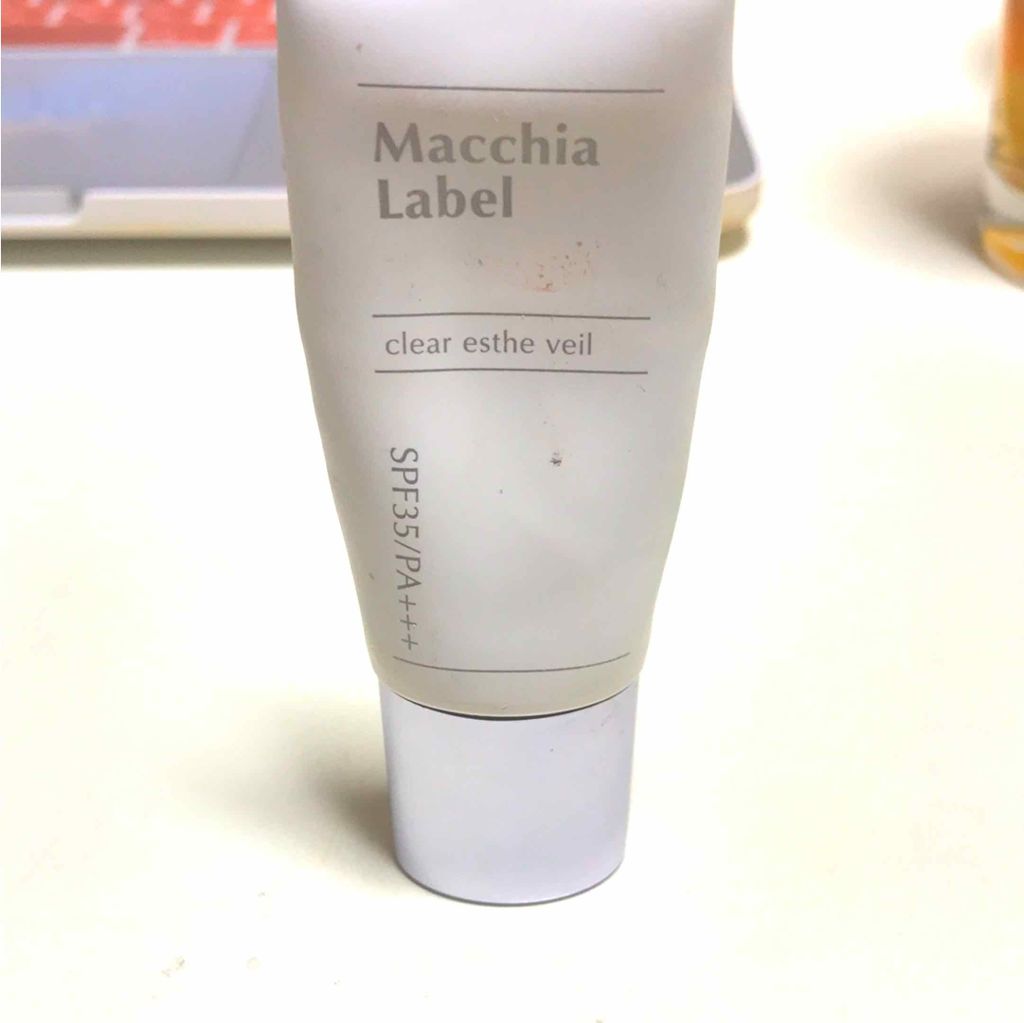 Macchia
Label
clear esthe veil
SPF35/PA+++